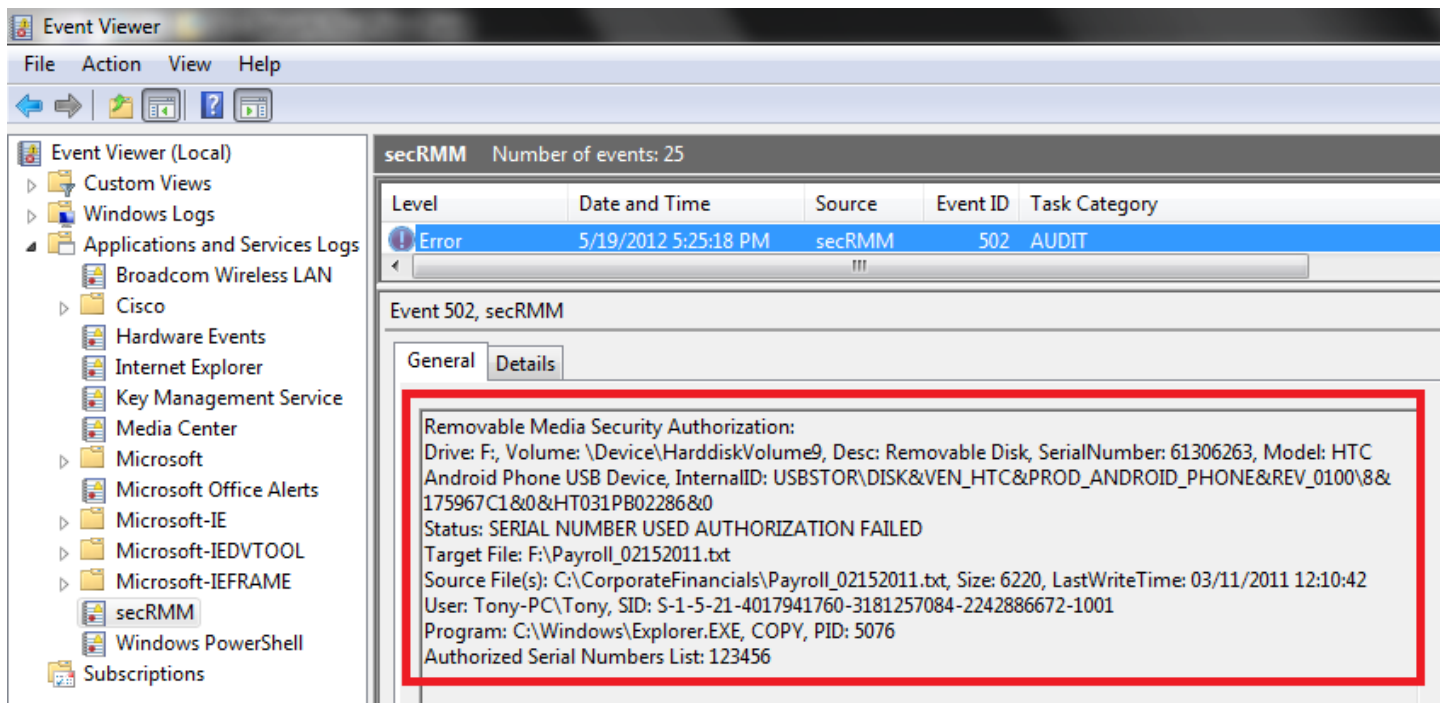 Event Viewer
File Action View Help
Event Viewer (Local)
Custom Views
Windows Logs
Applications and Services Logs
Broadcom Wireless LAN
Cisco
Hardware Events
Internet Explorer
Key Management Service
Media Center
Microsoft
Microsoft Office Alerts
Microsoft-IE
Microsoft-IEDVTOOL
Microsoft-IEFRAME
secRMM
Windows PowerShell
Subscriptions
secRMM Number of events: 25
Level Date and Time Source Event ID Task Category
Error 5/19/2012 5:25:18 PM secRMM 502 AUDIT
Event 502, secRMM
General Details
Removable Media Security Authorization:
Drive: F:, Volume: \Device\HarddiskVolume9, Desc: Removable Disk, SerialNumber: 61306263, Model: HTC
Android Phone USB Device, InternalID: USBSTOR\DISK&VEN_HTC&PROD_ANDROID_PHONE&REV_0100\8&
175967C1&0&HT031PB02286&0
Status: SERIAL NUMBER USED AUTHORIZATION FAILED
Target File: F:\Payroll_02152011.txt
Source File(s): C:\CorporateFinancials\Payroll_02152011.txt, Size: 6220, LastWriteTime: 03/11/2011 12:10:42
User: Tony-PC\Tony, SID: S-1-5-21-4017941760-3181257084-2242886672-1001
Program: C:\Windows\Explorer.EXE, COPY, PID: 5076
Authorized Serial Numbers List: 123456